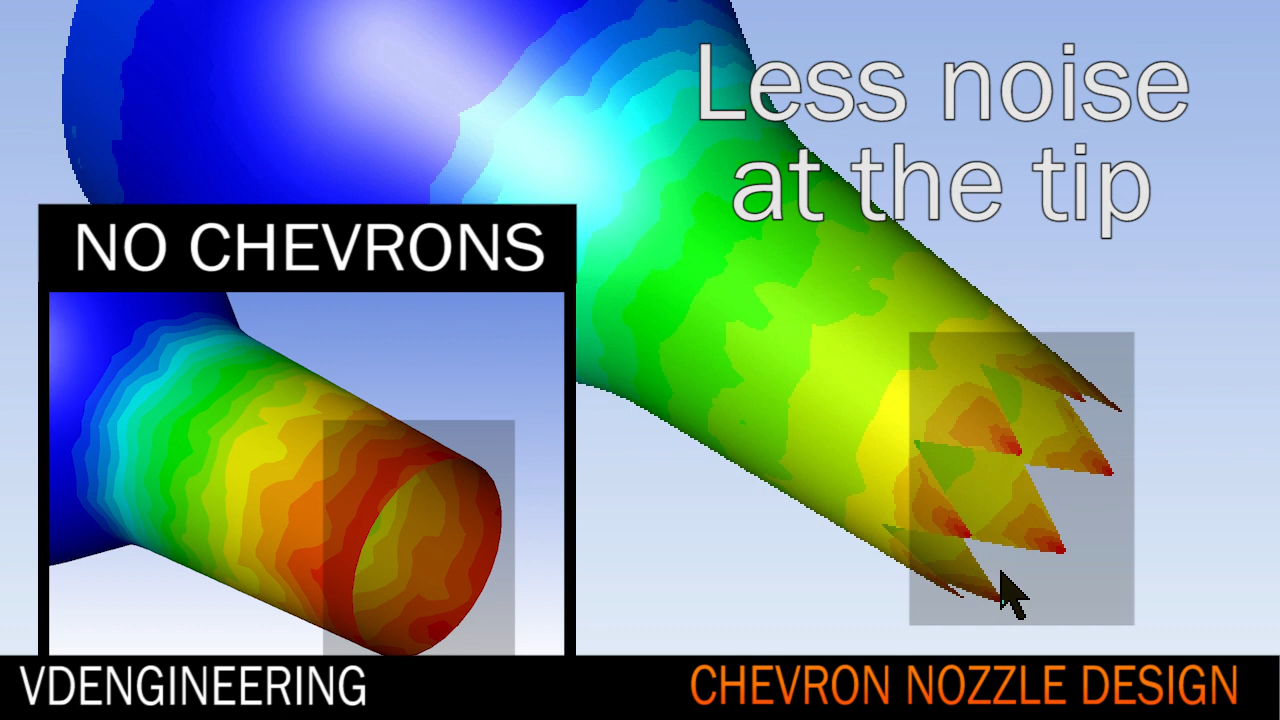 Less noise
at the tip
NO CHEVRONS
VDENGINEERING
CHEVRON NOZZLE DESIGN